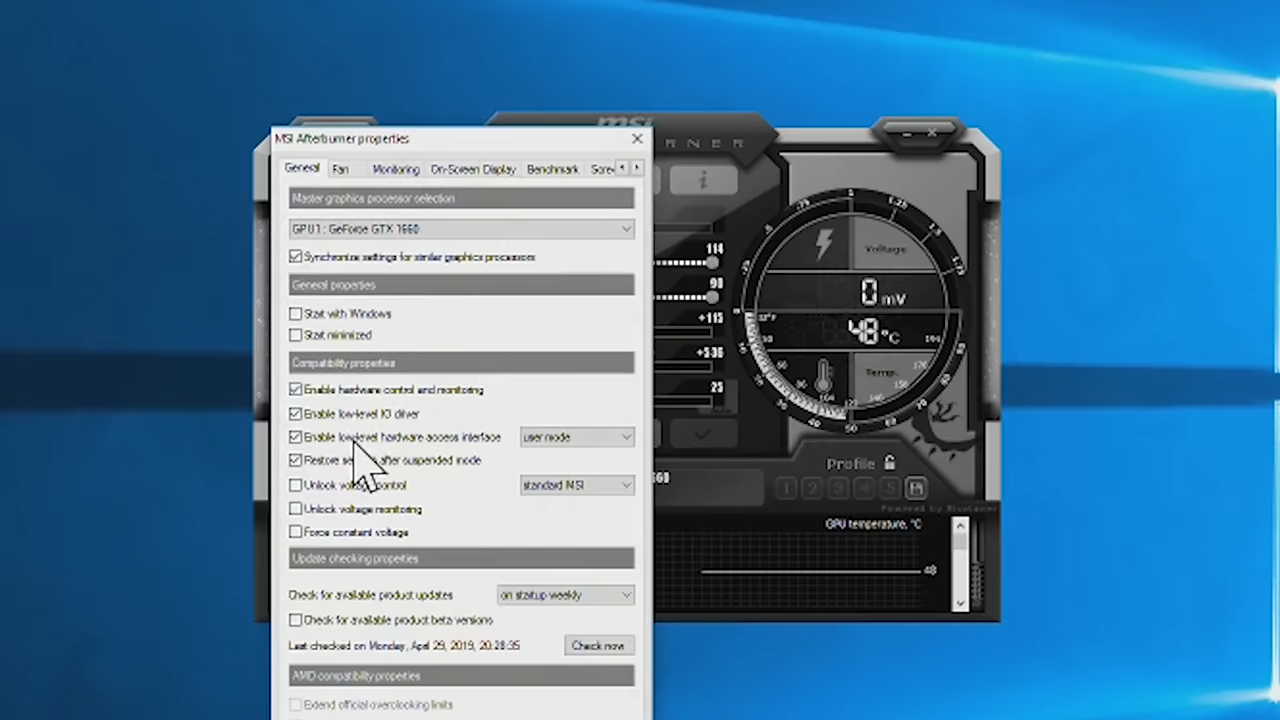 msi
RNER
MSI Afterburner properties
General Fan Monitoring On-Screen Display Benchmark
Master graphics processor selection
GPU1 : GeForce GTX 1660
Synchronize settings for similar graphics processors
General properties
Start with Windows
Start minimized
Compatibility properties
Enable hardware control and monitoring
Enable low-level IO driver
Enable low-level hardware access interface user mode
Restore after suspended mode
Unlock control standard MSI
Unlock voltage monitoring
Force constant voltage
Update checking properties
Check for available product updates on startup weekly
Check for available product beta versions
Last checked on Monday, April 29, 2019, 20:28:35 Check now
AMD compatibility properties
Extend official overclocking limits
i
114
90
+115
+536
25
Voltage
0 mV
48 °C
Temp.
Profile
1 2 3 4 5
Powered by Rivatuner
GPU temperature, °C
48